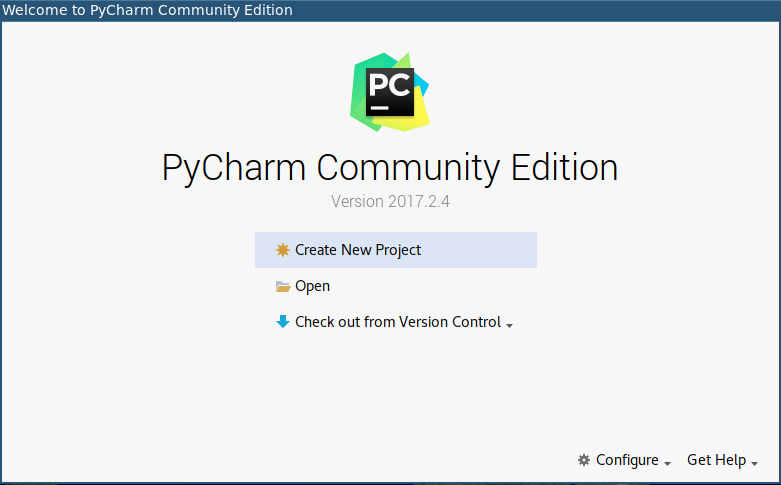 Welcome to PyCharm Community Edition
PC
PyCharm Community Edition
Version 2017.2.4
Create New Project
Open
Check out from Version Control
Configure Get Help